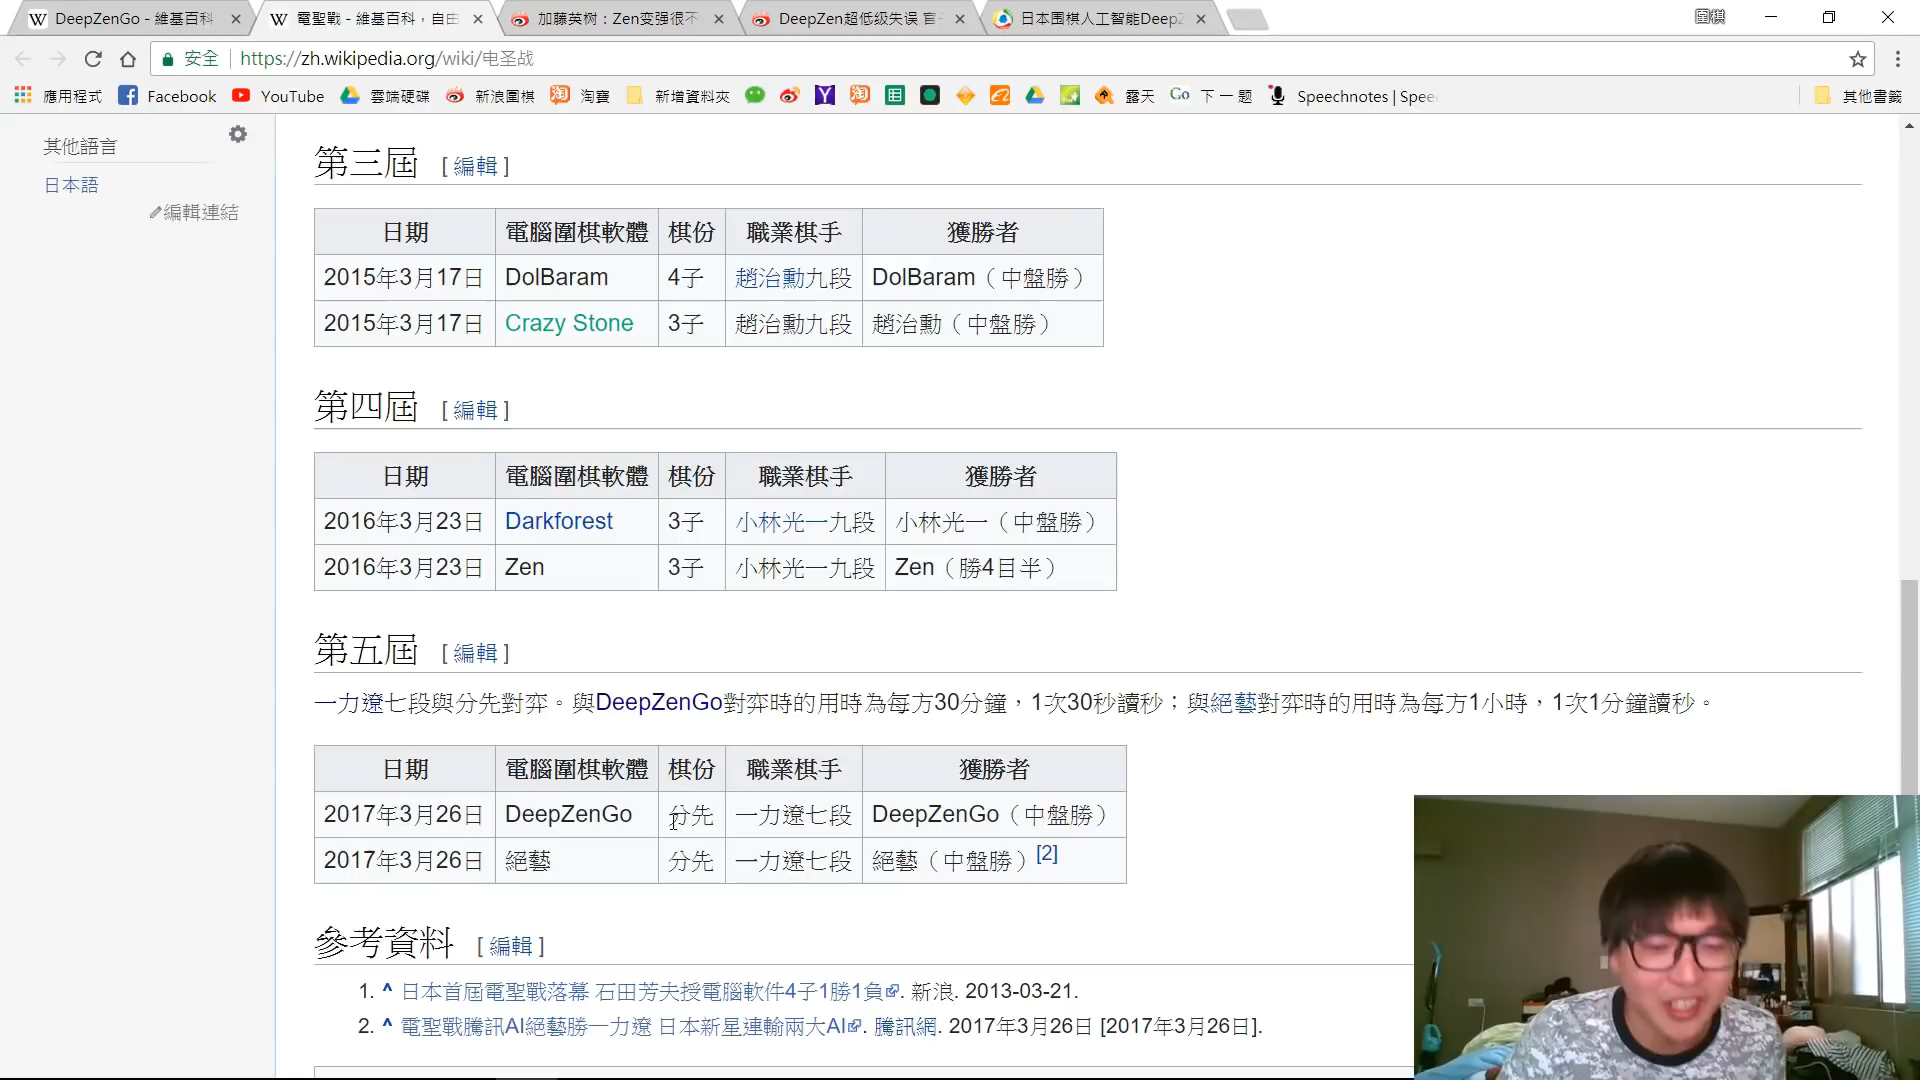 DeepZenGo - 維基百科
電聖戰 - 維基百科，自由
加藤英树：Zen变强很不
DeepZen超低级失误 官
日本围棋人工智能DeepZ
圍棋
安全
https://zh.wikipedia.org/wiki/电圣战
應用程式
Facebook
YouTube
雲端硬碟
新浪圍棋
淘寶
新增資料夾
露天
Go
下一题
Speechnotes | Spee
其他書籤
其他語言
日本語
編輯連結
第三屆 [編輯]
日期 電腦圍棋軟體 棋份 職業棋手 獲勝者
2015年3月17日 DolBaram 4子 趙治勳九段 DolBaram（中盤勝）
2015年3月17日 Crazy Stone 3子 趙治勳九段 趙治勳（中盤勝）
第四屆 [編輯]
日期 電腦圍棋軟體 棋份 職業棋手 獲勝者
2016年3月23日 Darkforest 3子 小林光一九段 小林光一（中盤勝）
2016年3月23日 Zen 3子 小林光一九段 Zen（勝4目半）
第五屆 [編輯]
一力遼七段與分先對弈。與DeepZenGo對弈時的用時為每方30分鐘，1次30秒讀秒；與絕藝對弈時的用時為每方1小時，1次1分鐘讀秒。
日期 電腦圍棋軟體 棋份 職業棋手 獲勝者
2017年3月26日 DeepZenGo 分先 一力遼七段 DeepZenGo（中盤勝）
2017年3月26日 絕藝 分先 一力遼七段 絕藝（中盤勝）[2]
參考資料 [編輯]
1. ^ 日本首屆電聖戰落幕 石田芳夫授電腦軟件4子1勝1負. 新浪. 2013-03-21.
2. ^ 電聖戰騰訊AI絕藝勝一力遼 日本新星連輸兩大AI. 騰訊網. 2017年3月26日 [2017年3月26日].